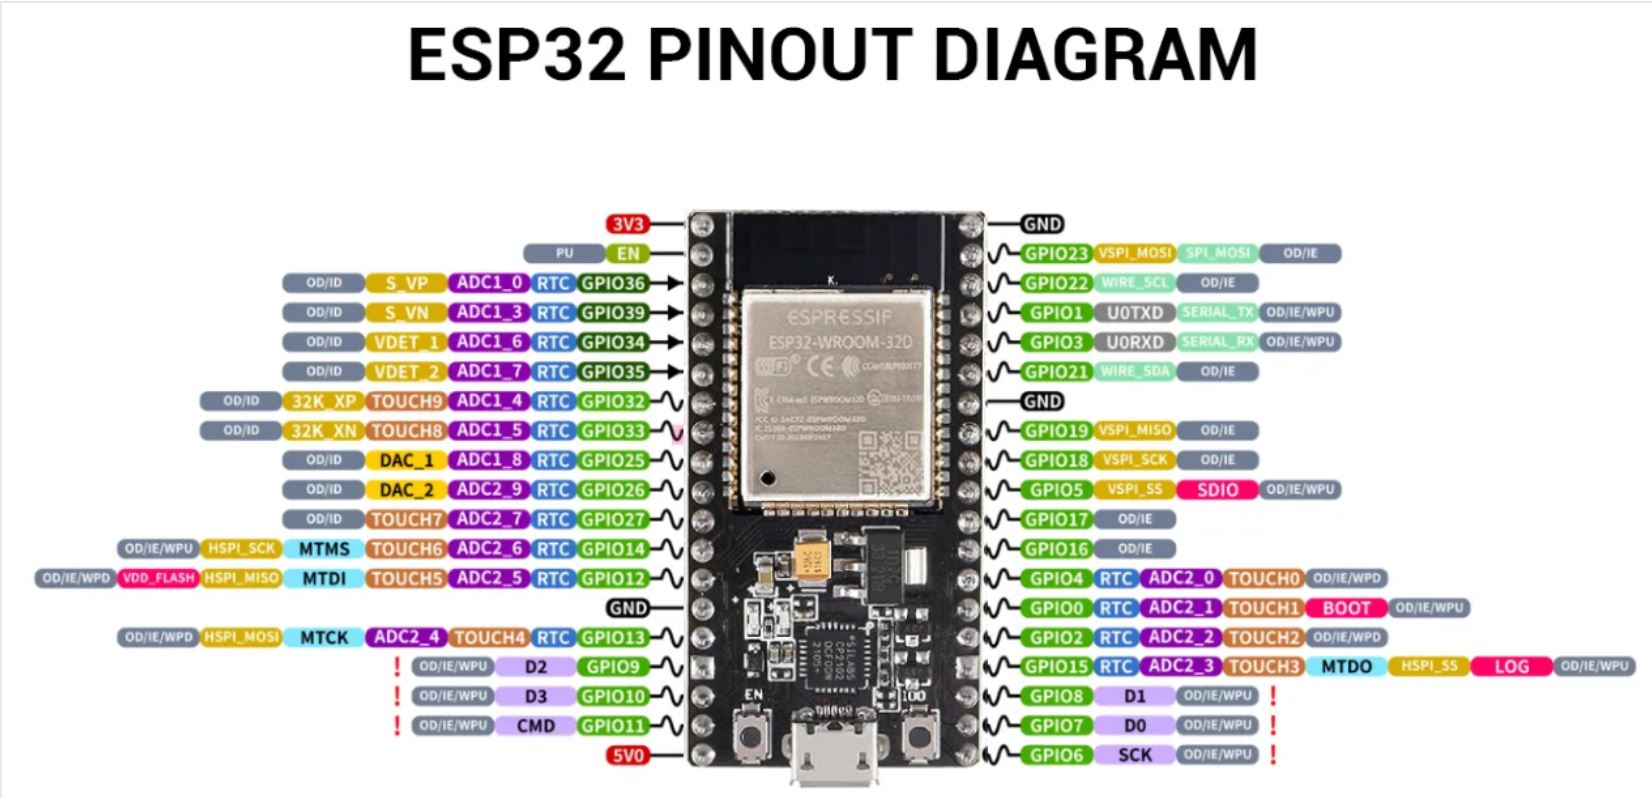 ESP32 PINOUT DIAGRAM
3V3
PU EN
OD/ID S_VP ADC1_0 RTC GPIO36
OD/ID S_VN ADC1_3 RTC GPIO39
OD/ID VDET_1 ADC1_6 RTC GPIO34
OD/ID VDET_2 ADC1_7 RTC GPIO35
OD/ID 32K_XP TOUCH9 ADC1_4 RTC GPIO32
OD/ID 32K_XN TOUCH8 ADC1_5 RTC GPIO33
OD/ID DAC_1 ADC1_8 RTC GPIO25
OD/ID DAC_2 ADC2_9 RTC GPIO26
OD/ID TOUCH7 ADC2_7 RTC GPIO27
OD/IE/WPU HSPI_SCK MTMS TOUCH6 ADC2_6 RTC GPIO14
OD/IE/WPD VDD_FLASH HSPI_MISO MTDI TOUCH5 ADC2_5 RTC GPIO12
GND
OD/IE/WPD HSPI_MOSI MTCK ADC2_4 TOUCH4 RTC GPIO13
! OD/IE/WPU D2 GPIO9
! OD/IE/WPU D3 GPIO10
! OD/IE/WPU CMD GPIO11
5V0
K.
ESPRESSIF
ESP32-WROOM-32D
WiFi CE
SILABS
CP2102
EN
GND
GPIO23 VSPI_MOSI SPI_MOSI OD/IE
GPIO22 WIRE_SCL OD/IE
GPIO1 U0TXD SERIAL_TX OD/IE/WPU
GPIO3 U0RXD SERIAL_RX OD/IE/WPU
GPIO21 WIRE_SDA OD/IE
GND
GPIO19 VSPI_MISO OD/IE
GPIO18 VSPI_SCK OD/IE
GPIO5 VSPI_SS SDIO OD/IE/WPU
GPIO17 OD/IE
GPIO16 OD/IE
GPIO4 RTC ADC2_0 TOUCH0 OD/IE/WPD
GPIO0 RTC ADC2_1 TOUCH1 BOOT OD/IE/WPU
GPIO2 RTC ADC2_2 TOUCH2 OD/IE/WPD
GPIO15 RTC ADC2_3 TOUCH3 MTDO HSPI_SS LOG OD/IE/WPU
GPIO8 D1 OD/IE/WPU !
GPIO7 D0 OD/IE/WPU !
GPIO6 SCK OD/IE/WPU !